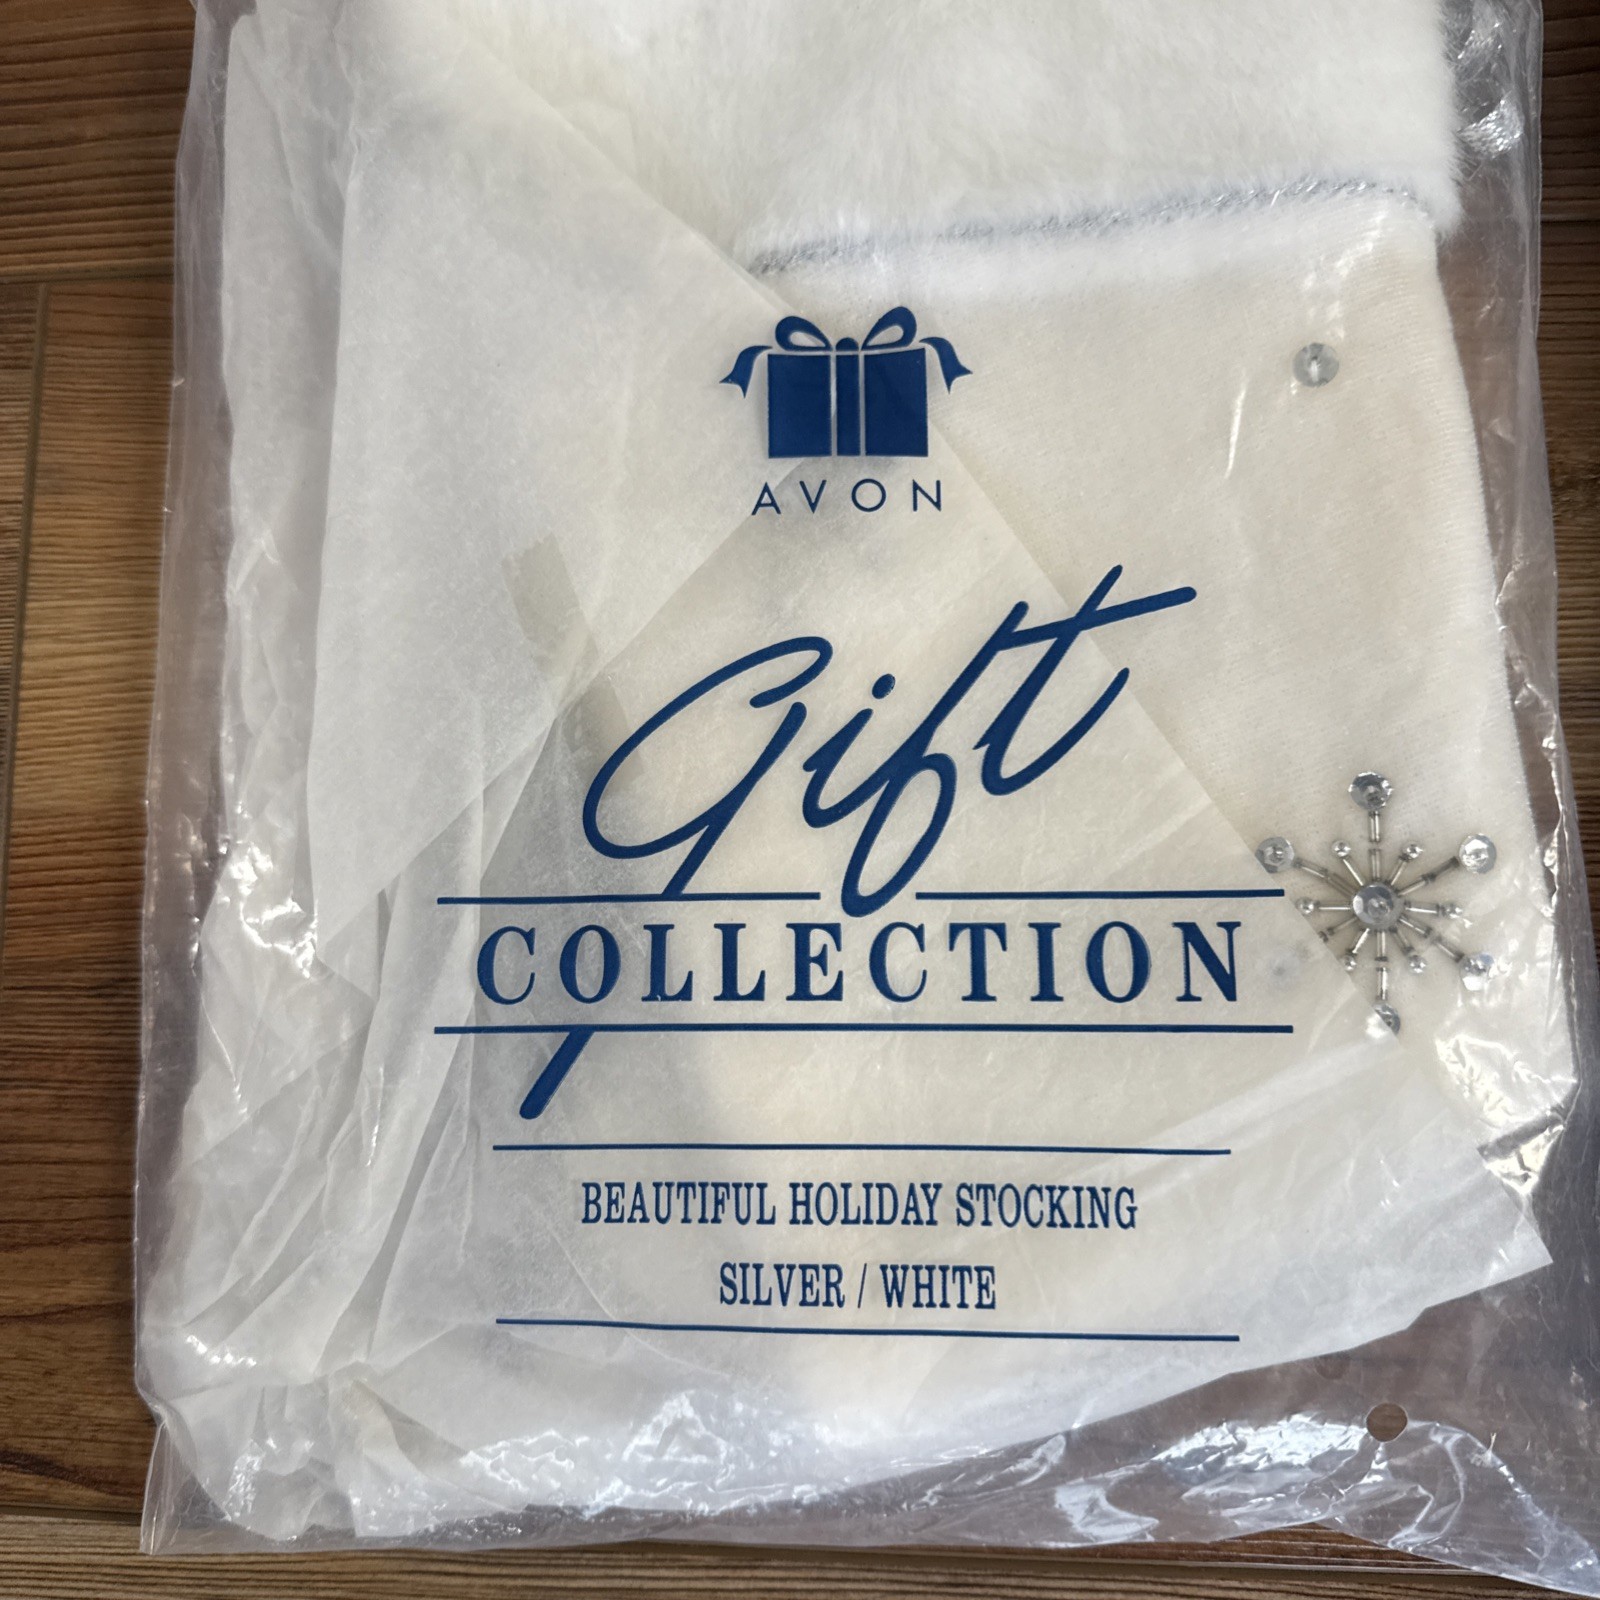 AVON
Gift
COLLECTION
BEAUTIFUL HOLIDAY STOCKING
SILVER / WHITE